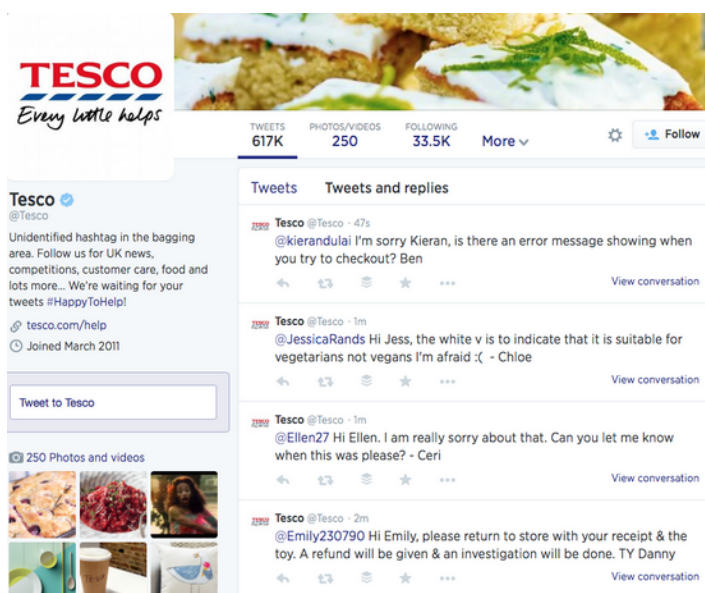 TESCO
Every little helps
TWEETS
617K
PHOTOS/VIDEOS
250
FOLLOWING
33.5K
More
Follow
Tesco
@Tesco
Unidentified hashtag in the bagging
area. Follow us for UK news,
competitions, customer care, food and
lots more... We're waiting for your
tweets #HappyToHelp!
tesco.com/help
Joined March 2011
Tweet to Tesco
250 Photos and videos
Tweets Tweets and replies
Tesco @Tesco · 47s
@kierandulai I'm sorry Kieran, is there an error message showing when
you try to checkout? Ben
View conversation
Tesco @Tesco · 1m
@JessicaRands Hi Jess, the white v is to indicate that it is suitable for
vegetarians not vegans I'm afraid :( - Chloe
View conversation
Tesco @Tesco · 1m
@Ellen27 Hi Ellen. I am really sorry about that. Can you let me know
when this was please? - Ceri
View conversation
Tesco @Tesco · 2m
@Emily230790 Hi Emily, please return to store with your receipt & the
toy. A refund will be given & an investigation will be done. TY Danny
View conversation